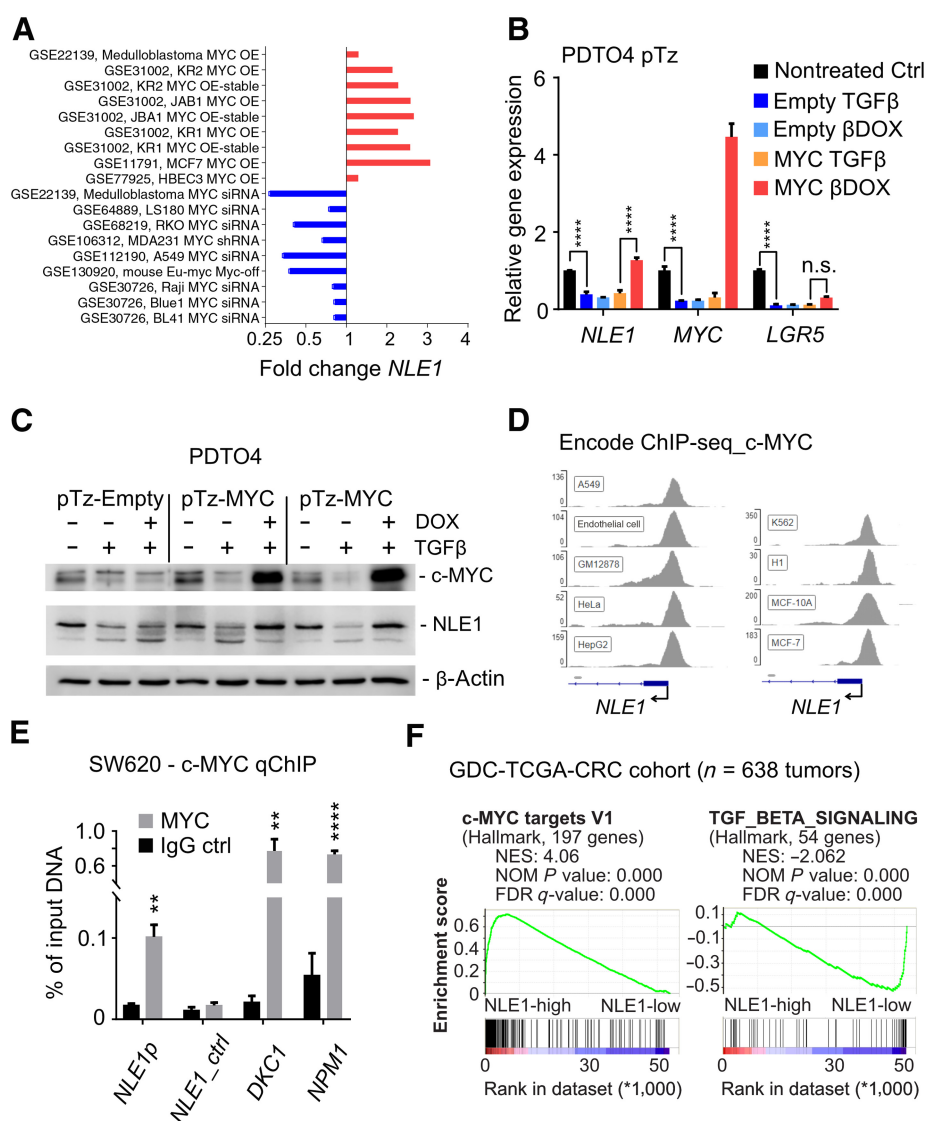 A
GSE22139, Medulloblastoma MYC OE
GSE31002, KR2 MYC OE
GSE31002, KR2 MYC OE-stable
GSE31002, JAB1 MYC OE
GSE31002, JBA1 MYC OE-stable
GSE31002, KR1 MYC OE
GSE31002, KR1 MYC OE-stable
GSE11791, MCF7 MYC OE
GSE77925, HBEC3 MYC OE
GSE22139, Medulloblastoma MYC siRNA
GSE64889, LS180 MYC siRNA
GSE68219, RKO MYC siRNA
GSE106312, MDA231 MYC shRNA
GSE112190, A549 MYC siRNA
GSE130920, mouse Eu-myc Myc-off
GSE30726, Raji MYC siRNA
GSE30726, Blue1 MYC siRNA
GSE30726, BL41 MYC siRNA
0.25 0.5 1 2 3 4
Fold change NLE1
B
PDTO4 pTz
Relative gene expression
6
4
2
0
Nontreated Ctrl
Empty TGFβ
Empty βDOX
MYC TGFβ
MYC βDOX
**** **** **** **** n.s.
NLE1 MYC LGR5
C
PDTO4
pTz-Empty pTz-MYC pTz-MYC
– – + – – + – – + DOX
– + + – + + – + + TGFβ
- c-MYC
- NLE1
- β-Actin
D
Encode ChIP-seq_c-MYC
136
A549
0
104
Endothelial cell
0
106
GM12878
0
52
HeLa
0
159
HepG2
0
NLE1
350
K562
0
30
H1
0
200
MCF-10A
0
183
MCF-7
0
NLE1
E
SW620 - c-MYC qChIP
MYC
IgG ctrl
% of input DNA
1.0
0.6
0.1
0
** ** ****
NLE1p NLE1_ctrl DKC1 NPM1
F
GDC-TCGA-CRC cohort (n = 638 tumors)
c-MYC targets V1
(Hallmark, 197 genes)
NES: 4.06
NOM P value: 0.000
FDR q-value: 0.000
Enrichment score
0.6
0.4
0.2
0
NLE1-high NLE1-low
0 30 50
Rank in dataset (*1,000)
TGF_BETA_SIGNALING
(Hallmark, 54 genes)
NES: –2.062
NOM P value: 0.000
FDR q-value: 0.000
0.1
−0.1
−0.3
−0.5
NLE1-high NLE1-low
0 30 50
Rank in dataset (*1,000)